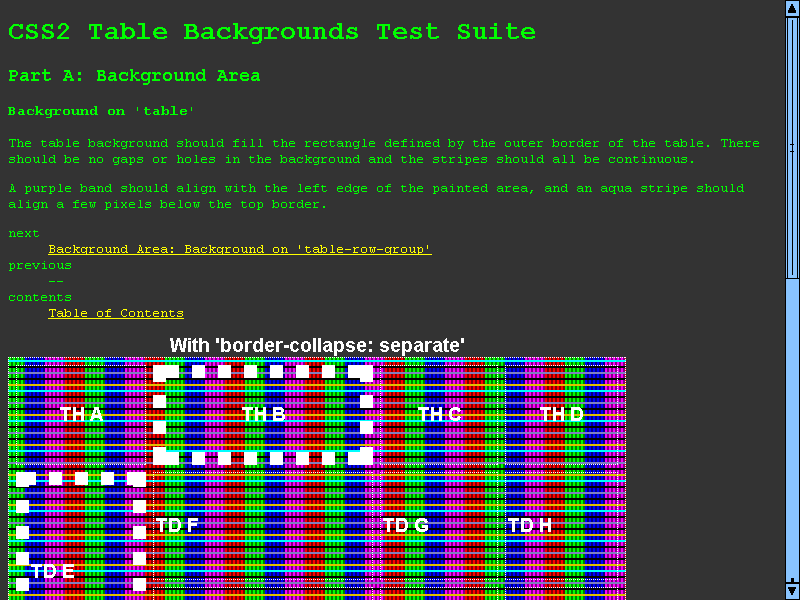 CSS2 Table Backgrounds Test Suite
Part A: Background Area
Background on 'table'
The table background should fill the rectangle defined by the outer border of the table. There
should be no gaps or holes in the background and the stripes should all be continuous.
A purple band should align with the left edge of the painted area, and an aqua stripe should
align a few pixels below the top border.
next
Background Area: Background on 'table-row-group'
previous
--
contents
Table of Contents
With 'border-collapse: separate'
TH A TH B TH C TH D
TD F TD G TD H
TD E